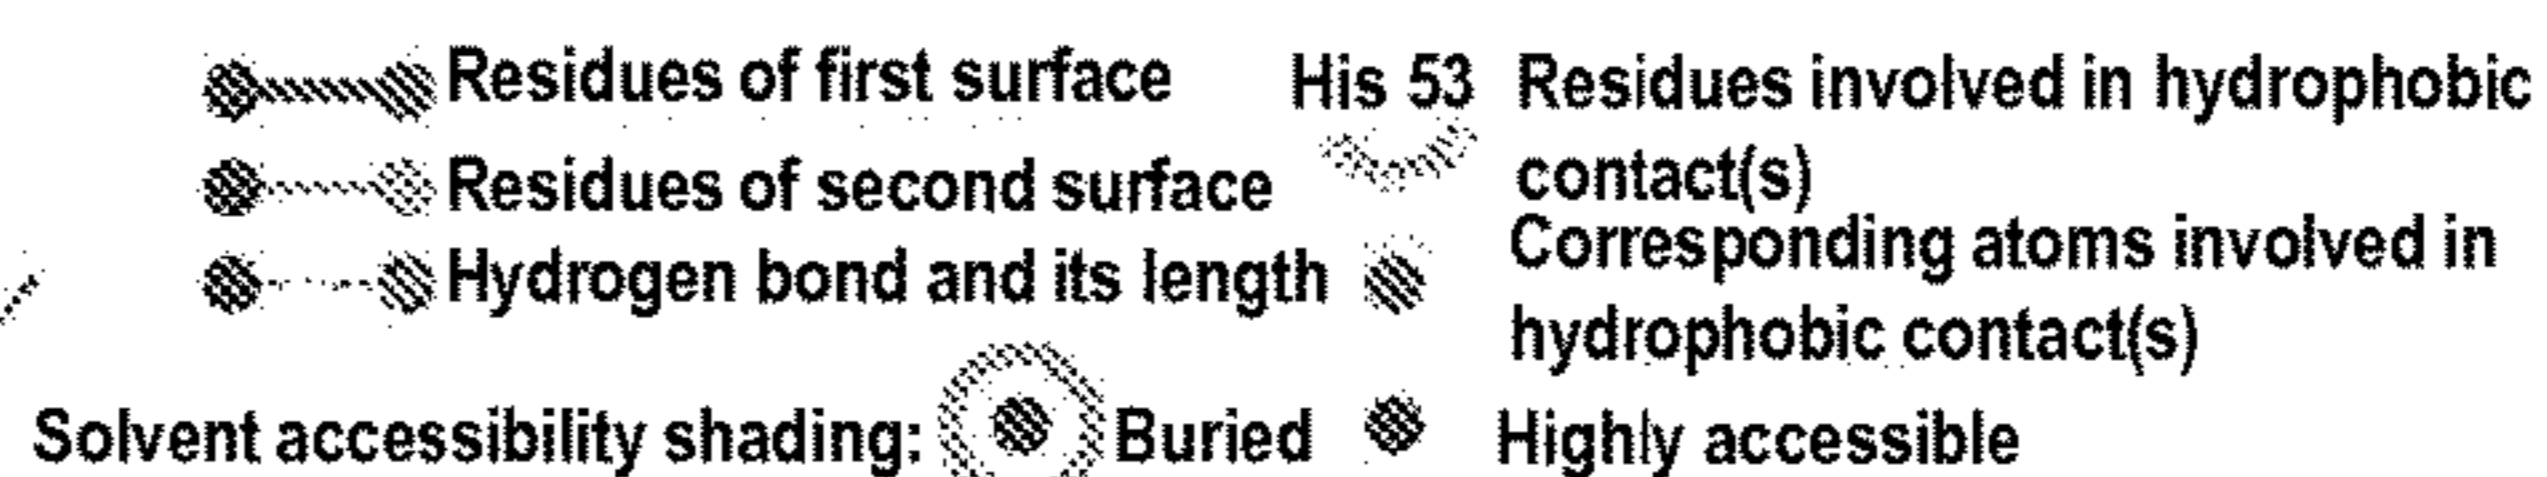 Residues of first surface
Residues of second surface
Hydrogen bond and its length
His 53 Residues involved in hydrophobic
contact(s)
Corresponding atoms involved in
hydrophobic contact(s)
Solvent accessibility shading: Buried Highly accessible